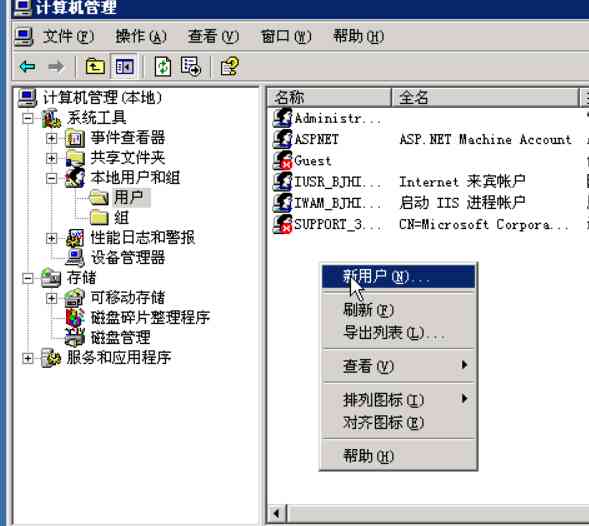 计算机管理
文件(F) 操作(A) 查看(V) 窗口(W) 帮助(H)
计算机管理(本地)
系统工具
事件查看器
共享文件夹
本地用户和组
用户
组
性能日志和警报
设备管理器
存储
可移动存储
磁盘碎片整理程序
磁盘管理
服务和应用程序
名称 全名
Administr...
ASPNET ASP.NET Machine Account
Guest
IUSR_BJHI... Internet 来宾帐户
IWAM_BJHI... 启动 IIS 进程帐户
SUPPORT_3... CN=Microsoft Corpora...
新用户(N)...
刷新(F)
导出列表(L)...
查看(V)
排列图标(I)
对齐图标(E)
帮助(H)